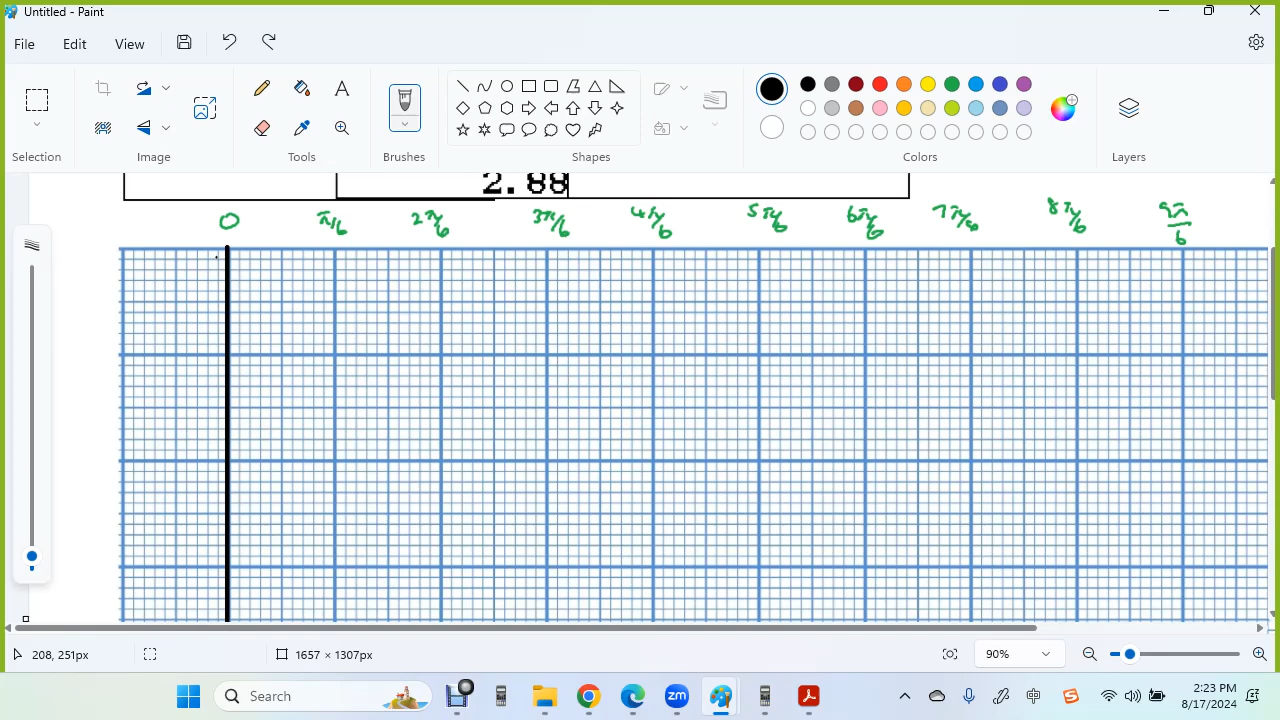 Untitled - Paint
File Edit View
Selection Image Tools Brushes Shapes Colors Layers
2.88
0 π/6 2π/6 3π/6 4π/6 5π/6 6π/6 7π/6 8π/6 9π/6
208, 251px 1657 × 1307px 90%
Search zm 中 S 2:23 PM
8/17/2024